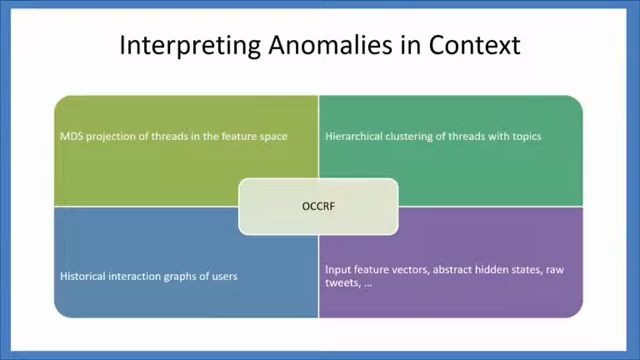 Interpreting Anomalies in Context
MDS projection of threads in the feature space
Hierarchical clustering of threads with topics
OCCRF
Historical interaction graphs of users
Input feature vectors, abstract hidden states, raw
tweets, ...